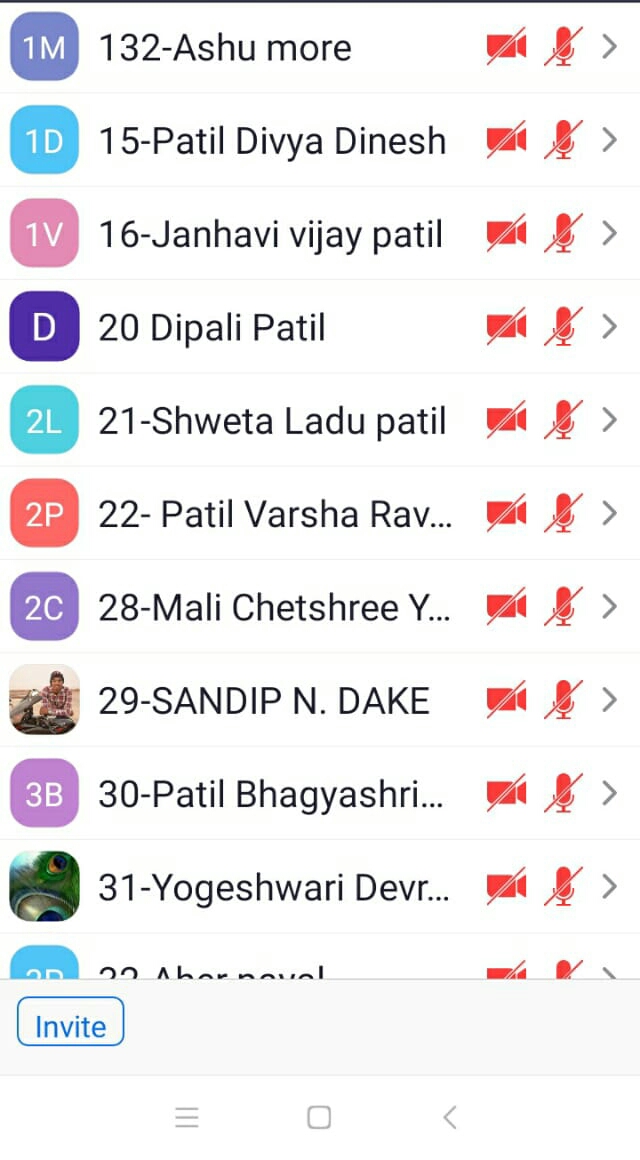 1M 132-Ashu more
1D 15-Patil Divya Dinesh
1V 16-Janhavi vijay patil
D 20 Dipali Patil
2L 21-Shweta Ladu patil
2P 22- Patil Varsha Rav...
2C 28-Mali Chetshree Y...
29-SANDIP N. DAKE
3B 30-Patil Bhagyashri...
31-Yogeshwari Devr...
Invite